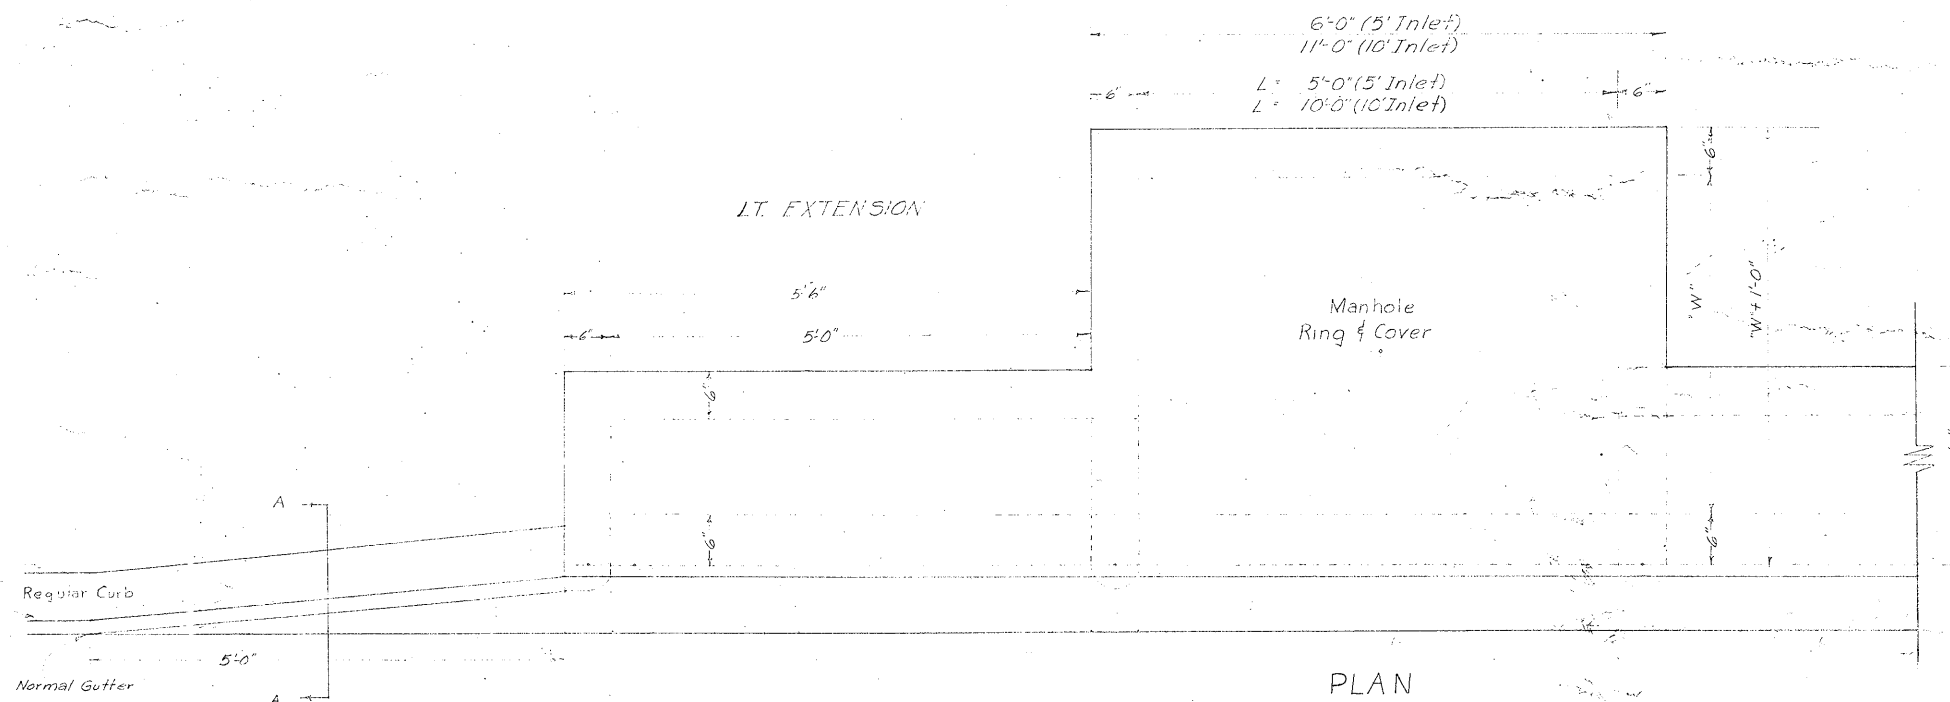 6'-0" (5' Inlet)
11'-0" (10' Inlet)
L = 5'-0" (5' Inlet)
6"
6"
L = 10'-0" (10' Inlet)
6"
LT. EXTENSION
5'-6"
"W"
"W"+1'-0"
Manhole
Ring & Cover
6"
5'-0"
6"
A
6"
6"
Regular Curb
5'-0"
Normal Gutter
PLAN
A